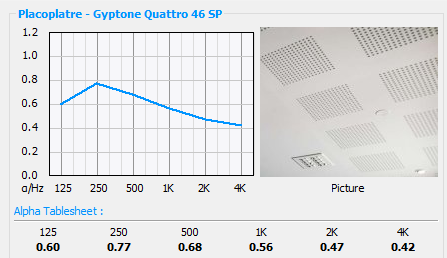 Placoplatre - Gyptone Quattro 46 SP
1.2
1.0
0.8
0.6
0.4
0.2
0.0
α/Hz 125 250 500 1K 2K 4K
Picture
Alpha Tablesheet :
125 250 500 1K 2K 4K
0.60 0.77 0.68 0.56 0.47 0.42